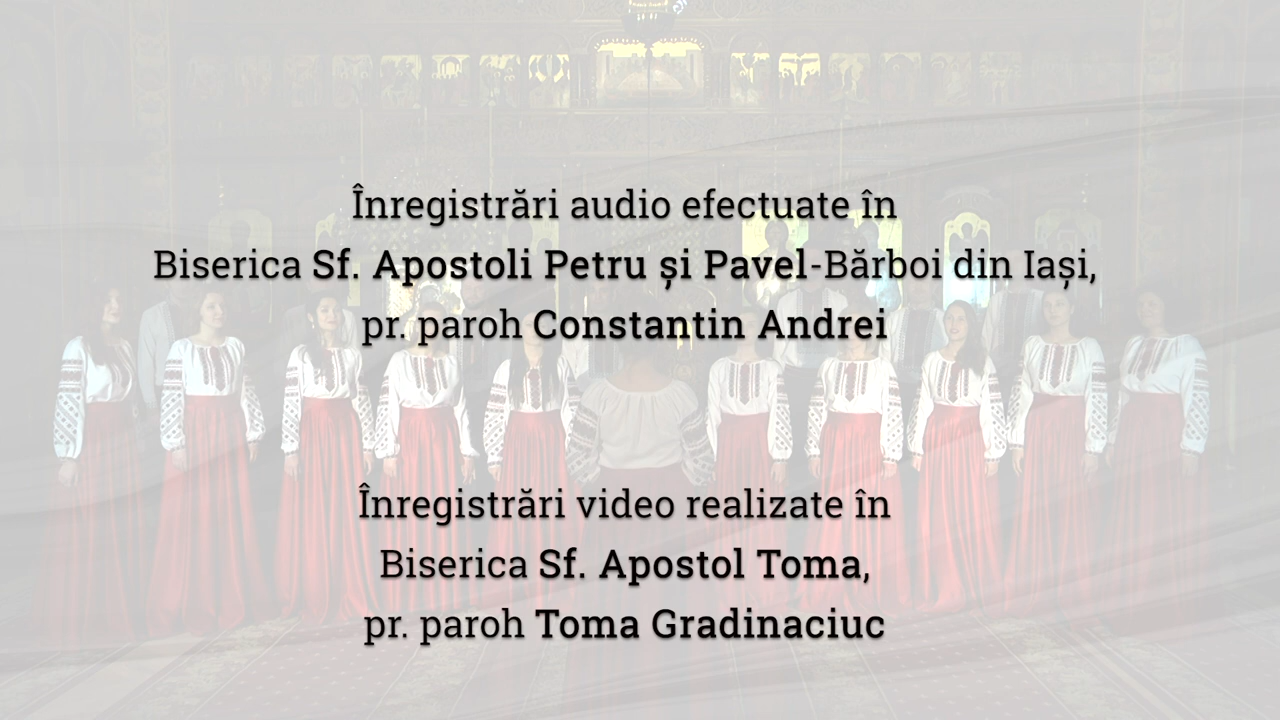 Înregistrări audio efectuate în
Biserica Sf. Apostoli Petru și Pavel-Bărboi din Iași,
pr. paroh Constantin Andrei
Înregistrări video realizate în
Biserica Sf. Apostol Toma,
pr. paroh Toma Gradinaciuc